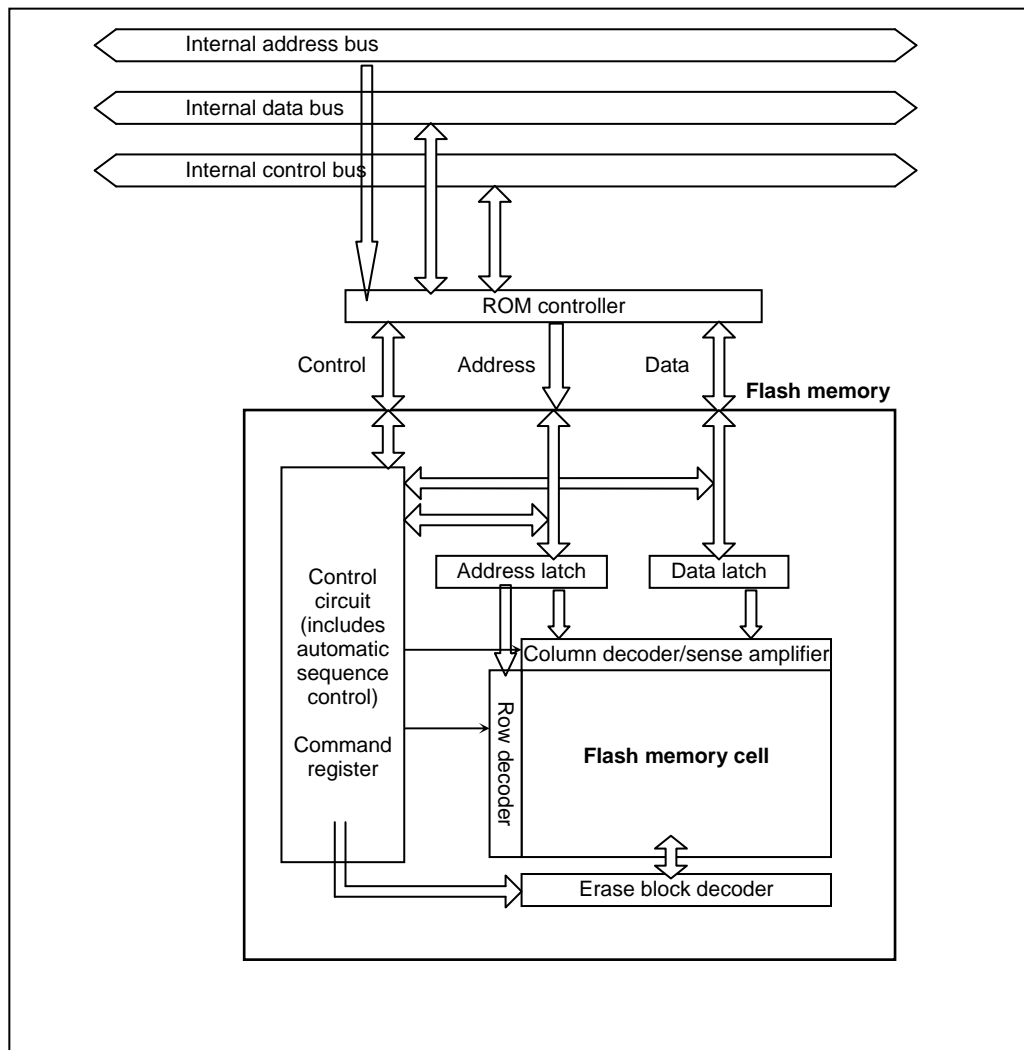 Internal address bus
Internal data bus
Internal control bus
ROM controller
Control
Address
Data
Flash memory
Address latch
Data latch
Control
circuit
(includes
automatic
sequence
control)
Command
register
Column decoder/sense amplifier
Row decoder
Flash memory cell
Erase block decoder